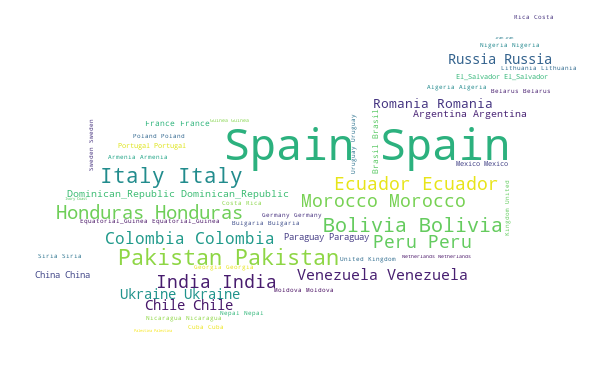 Rica Costa
Nigeria Nigeria
Russia Russia
Lithuania Lithuania
El_Salvador El_Salvador
Algeria Algeria
Belarus Belarus
Romania Romania
Argentina Argentina
Brasil Brasil
Uruguay Uruguay
France France
Guinea Guinea
Sweden Sweden
Poland Poland
Spain Spain
Portugal Portugal
Armenia Armenia
Mexico Mexico
Italy Italy
Ecuador Ecuador
Dominican_Republic Dominican_Republic
Morocco Morocco
Costa Rica
Kingdom United
Honduras Honduras
Germany Germany
Equatorial_Guinea Equatorial_Guinea
Bulgaria Bulgaria
Bolivia Bolivia
Colombia Colombia
Paraguay Paraguay
Peru Peru
Siria Siria
Pakistan Pakistan
United Kingdom
Netherlands Netherlands
Georgia Georgia
China China
Venezuela Venezuela
India India
Moldova Moldova
Ukraine Ukraine
Chile Chile
Nepal Nepal
Nicaragua Nicaragua
Cuba Cuba